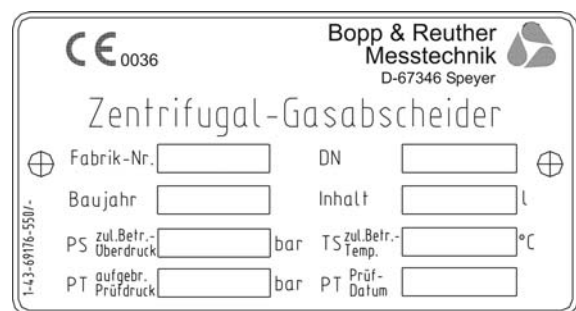 CE 0036
Bopp & Reuther
Messtechnik
D-67346 Speyer
Zentrifugal-Gasabscheider
Fabrik-Nr. DN
Baujahr Inhalt l
PS zul.Betr.-Überdruck bar TS zul.Betr.-Temp. °C
PT aufgebr. Prüfdruck bar PT Prüf-Datum
1-43-69176-550/-